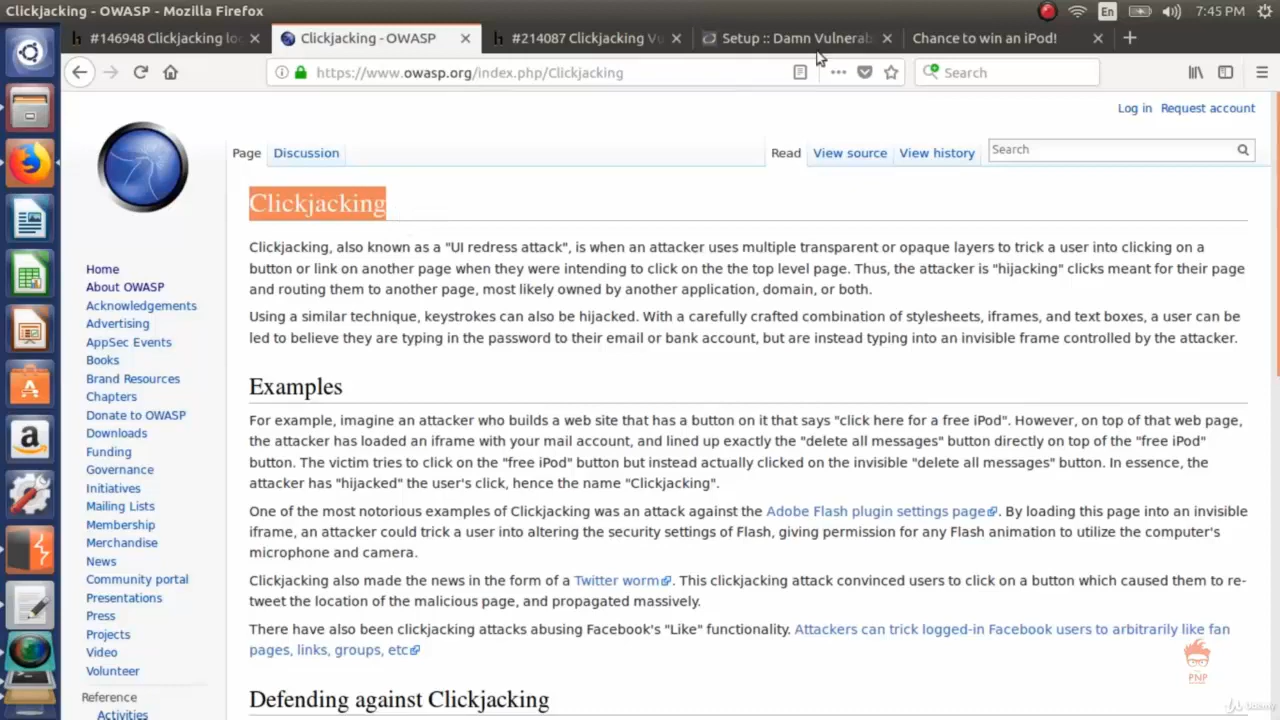 Clickjacking - OWASP - Mozilla Firefox
En
7:45 PM
#146948 Clickjacking lo
Clickjacking - OWASP
#214087 Clickjacking Vu
Setup :: Damn Vulnerab
Chance to win an iPod!
https://www.owasp.org/index.php/Clickjacking
Search
Log in
Request account
Page
Discussion
Read
View source
View history
Search
Clickjacking
Clickjacking, also known as a "UI redress attack", is when an attacker uses multiple transparent or opaque layers to trick a user into clicking on a
button or link on another page when they were intending to click on the the top level page. Thus, the attacker is "hijacking" clicks meant for their page
and routing them to another page, most likely owned by another application, domain, or both.
Using a similar technique, keystrokes can also be hijacked. With a carefully crafted combination of stylesheets, iframes, and text boxes, a user can be
led to believe they are typing in the password to their email or bank account, but are instead typing into an invisible frame controlled by the attacker.
Examples
For example, imagine an attacker who builds a web site that has a button on it that says "click here for a free iPod". However, on top of that web page,
the attacker has loaded an iframe with your mail account, and lined up exactly the "delete all messages" button directly on top of the "free iPod"
button. The victim tries to click on the "free iPod" button but instead actually clicked on the invisible "delete all messages" button. In essence, the
attacker has "hijacked" the user's click, hence the name "Clickjacking".
One of the most notorious examples of Clickjacking was an attack against the Adobe Flash plugin settings page. By loading this page into an invisible
iframe, an attacker could trick a user into altering the security settings of Flash, giving permission for any Flash animation to utilize the computer's
microphone and camera.
Clickjacking also made the news in the form of a Twitter worm. This clickjacking attack convinced users to click on a button which caused them to re-
tweet the location of the malicious page, and propagated massively.
There have also been clickjacking attacks abusing Facebook's "Like" functionality. Attackers can trick logged-in Facebook users to arbitrarily like fan
pages, links, groups, etc
Defending against Clickjacking
Home
About OWASP
Acknowledgements
Advertising
AppSec Events
Books
Brand Resources
Chapters
Donate to OWASP
Downloads
Funding
Governance
Initiatives
Mailing Lists
Membership
Merchandise
News
Community portal
Presentations
Press
Projects
Video
Volunteer
Reference
Activities
PNP
Udemy